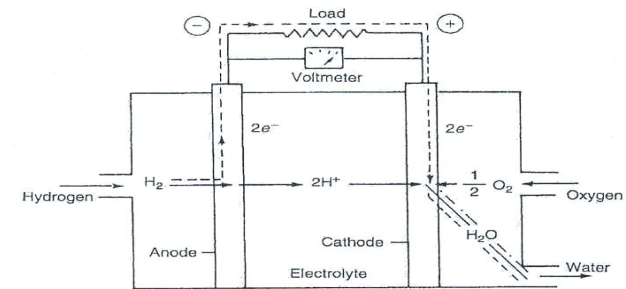 Load
− +
Voltmeter
2e⁻ 2e⁻
H₂ 2H⁺ 1/2 O₂
Hydrogen Oxygen
H₂O
Anode Cathode
Electrolyte Water